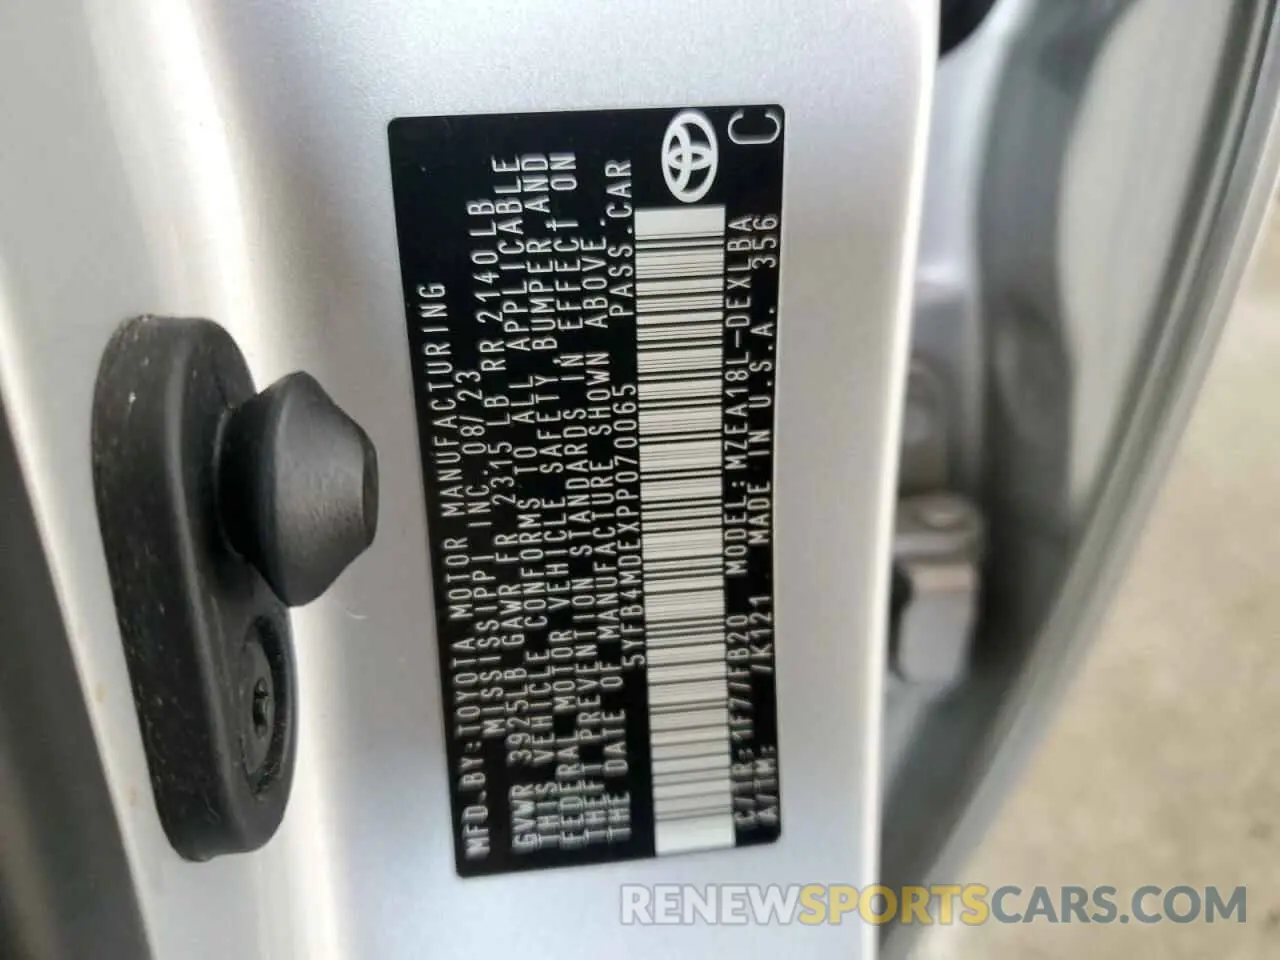 MFD.BY:TOYOTA MOTOR MANUFACTURING
MISSISSIPPI INC. 08/23
GVWR 3925LB GAWR FR 2315 LB RR 2140LB
THIS VEHICLE CONFORMS TO ALL APPLICABLE
FEDERAL MOTOR VEHICLE SAFETY,BUMPER,AND
THEFT PREVENTION STANDARDS IN EFFECT ON
THE DATE OF MANUFACTURE SHOWN ABOVE.
5YFB4MDEXPP070065 PASS.CAR
C/TR:1F7/FB20 MODEL:MZEA18L-DEXLBA
A/TM: /K121 MADE IN U.S.A. 356
C
RENEWSPORTSCARS.COM